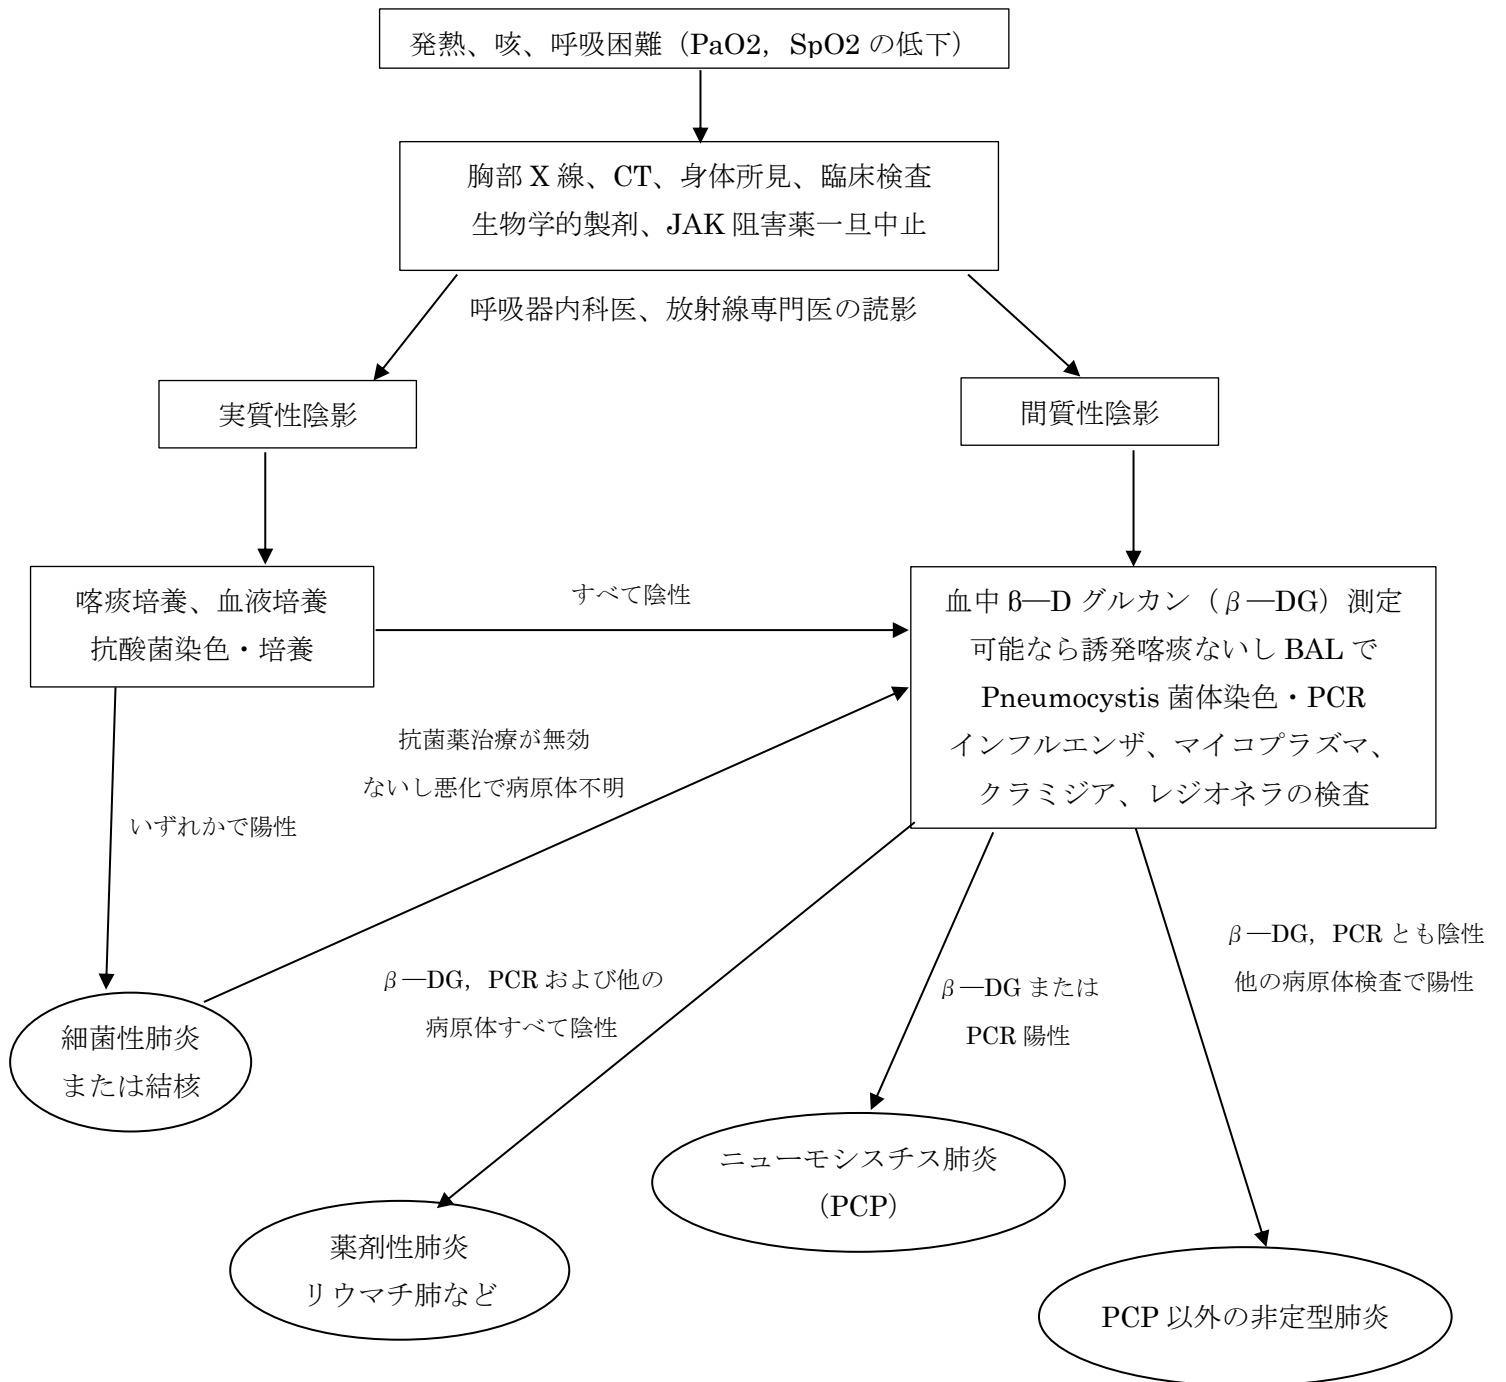 発熱、咳、呼吸困難（PaO2，SpO2 の低下）
胸部 X 線、CT、身体所見、臨床検査
生物学的製剤、JAK 阻害薬一旦中止
呼吸器内科医、放射線専門医の読影
実質性陰影
間質性陰影
喀痰培養、血液培養
抗酸菌染色・培養
すべて陰性
血中 β—D グルカン（β—DG）測定
可能なら誘発喀痰ないし BAL で
Pneumocystis 菌体染色・PCR
インフルエンザ、マイコプラズマ、
クラミジア、レジオネラの検査
抗菌薬治療が無効
ないし悪化で病原体不明
いずれかで陽性
β—DG，PCR および他の
病原体すべて陰性
β—DG または
PCR 陽性
β—DG，PCR とも陰性
他の病原体検査で陽性
細菌性肺炎
または結核
薬剤性肺炎
リウマチ肺など
ニューモシスチス肺炎
（PCP）
PCP 以外の非定型肺炎